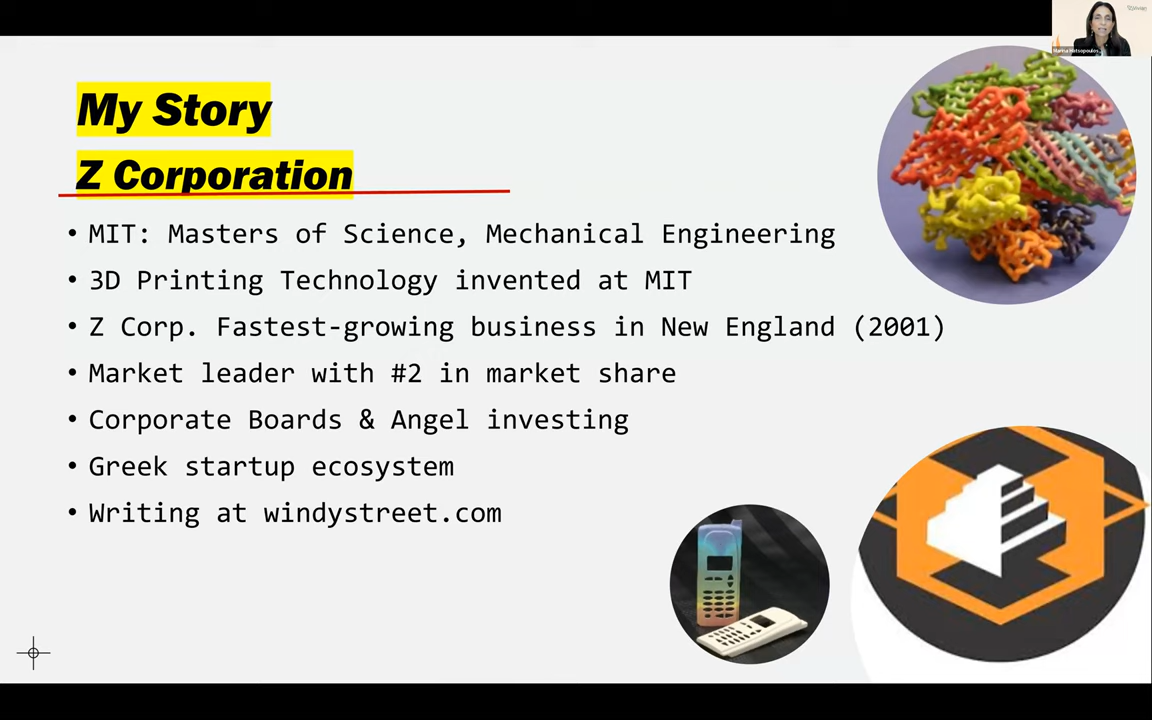 My Story
Z Corporation
• MIT: Masters of Science, Mechanical Engineering
• 3D Printing Technology invented at MIT
• Z Corp. Fastest-growing business in New England (2001)
• Market leader with #2 in market share
• Corporate Boards & Angel investing
• Greek startup ecosystem
• Writing at windystreet.com